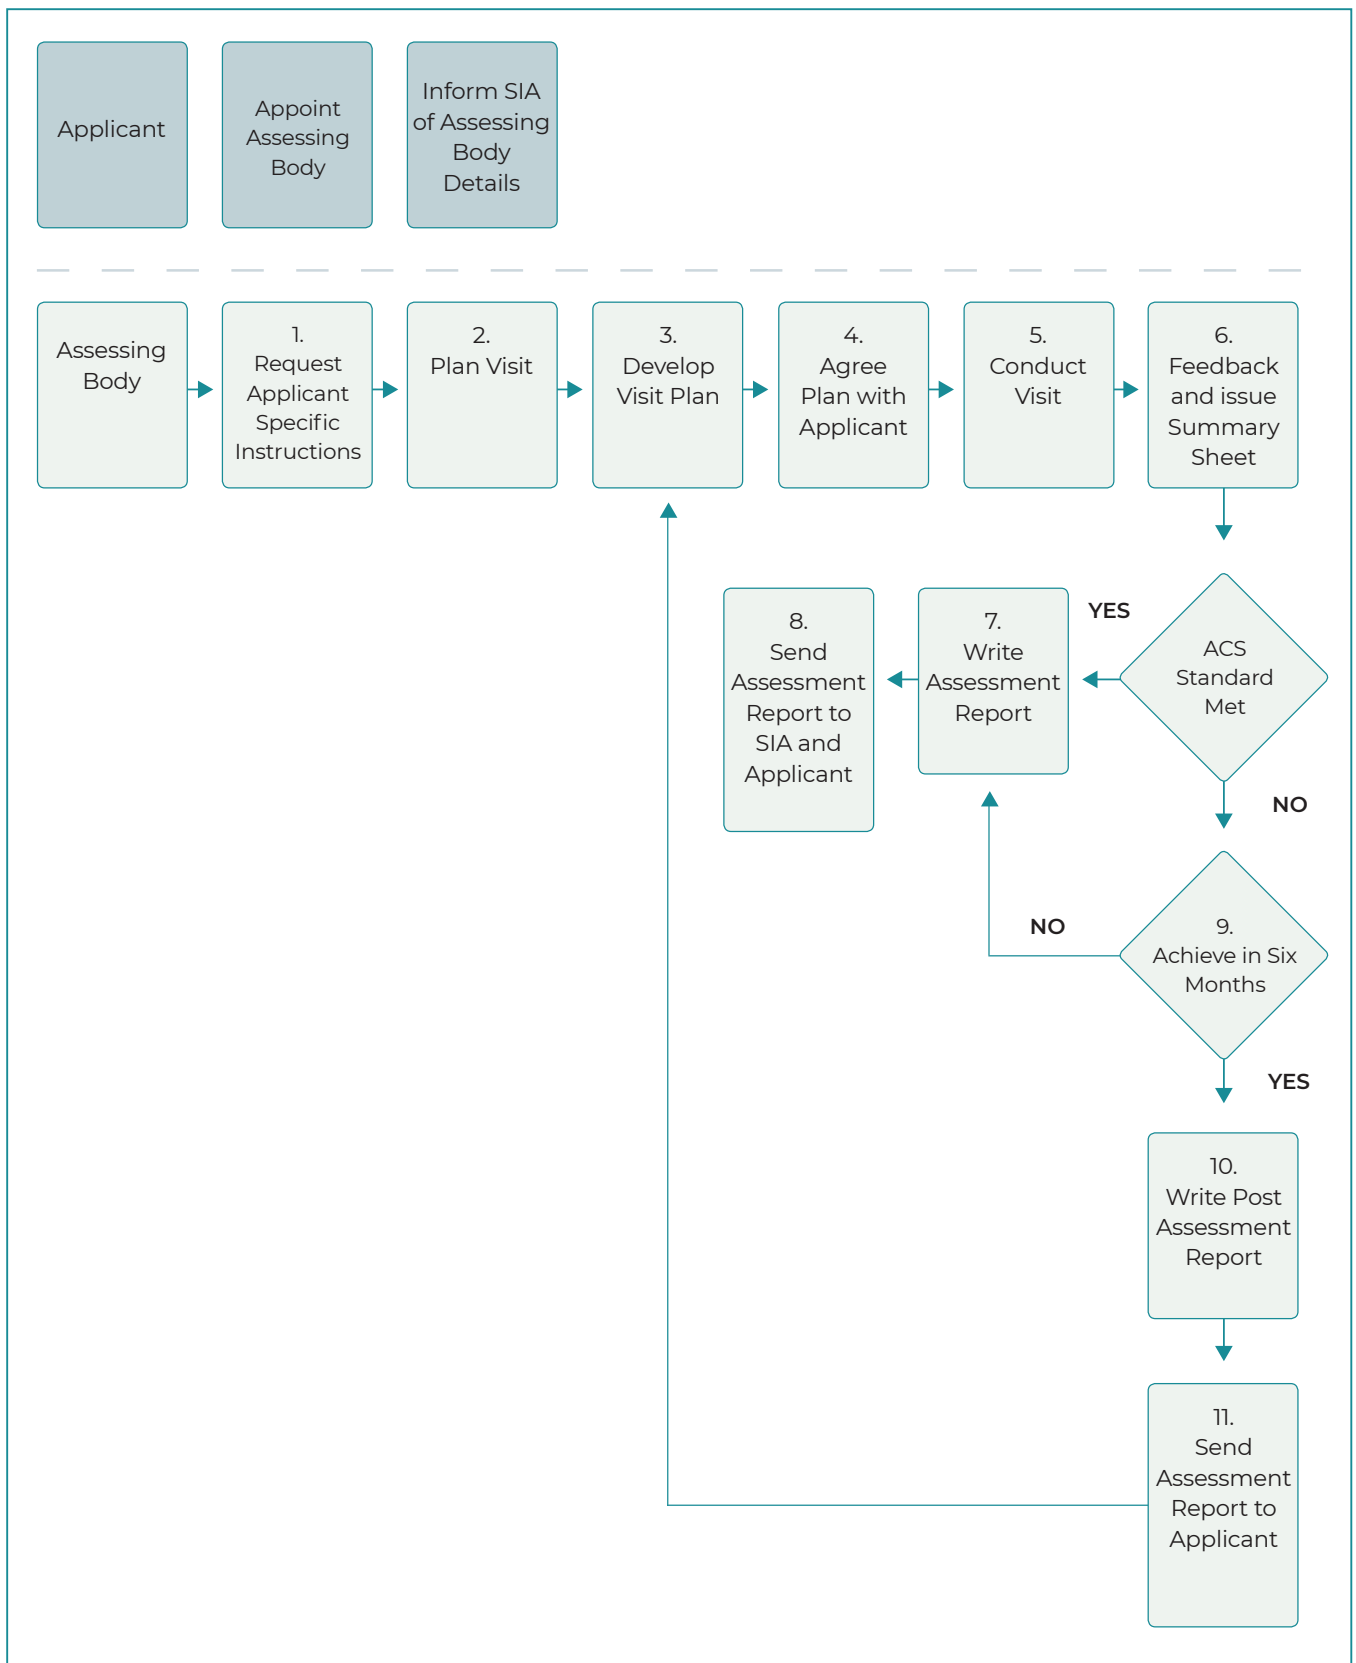 Applicant
Appoint
Assessing
Body
Inform SIA
of Assessing
Body
Details
Assessing
Body
1.
Request
Applicant
Specific
Instructions
2.
Plan Visit
3.
Develop
Visit Plan
4.
Agree
Plan with
Applicant
5.
Conduct
Visit
6.
Feedback
and issue
Summary
Sheet
ACS
Standard
Met
YES
7.
Write
Assessment
Report
8.
Send
Assessment
Report to
SIA and
Applicant
NO
9.
Achieve in Six
Months
NO
YES
10.
Write Post
Assessment
Report
11.
Send
Assessment
Report to
Applicant